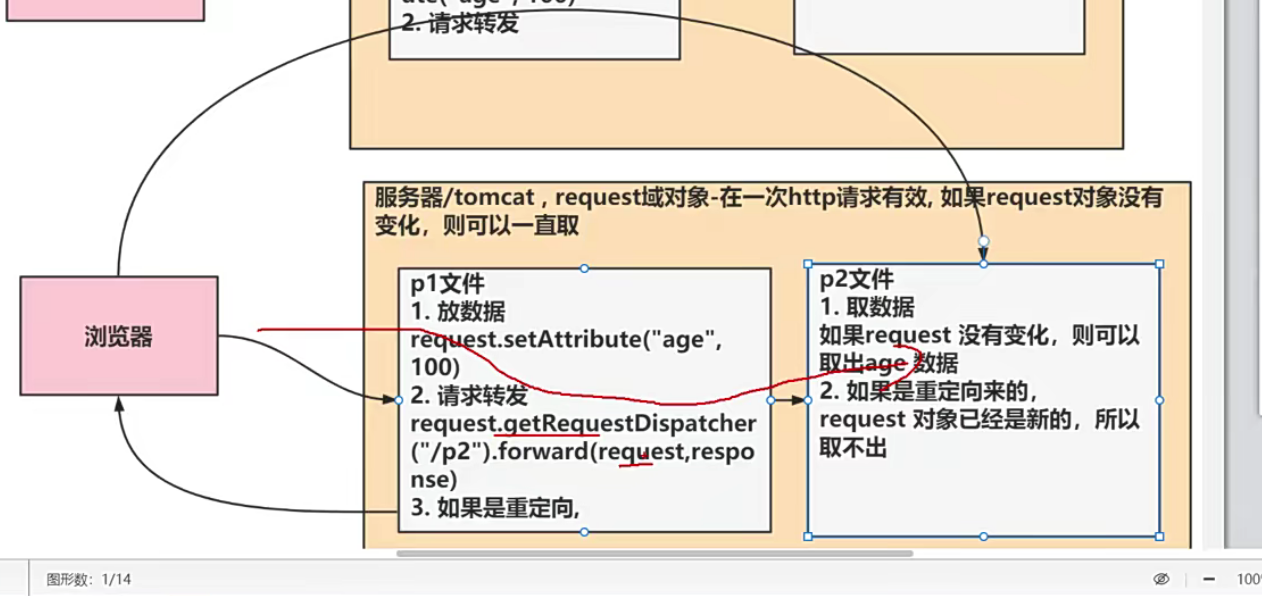 ate("age", 100)
2. 请求转发
服务器/tomcat , request域对象-在一次http请求有效, 如果request对象没有
变化，则可以一直取
浏览器
p1文件
1. 放数据
request.setAttribute("age",
100)
2. 请求转发
request.getRequestDispatcher
("/p2").forward(request,respo
nse)
3. 如果是重定向,
p2文件
1. 取数据
如果request 没有变化，则可以
取出age 数据
2. 如果是重定向来的，
request 对象已经是新的，所以
取不出
图形数：1/14
100